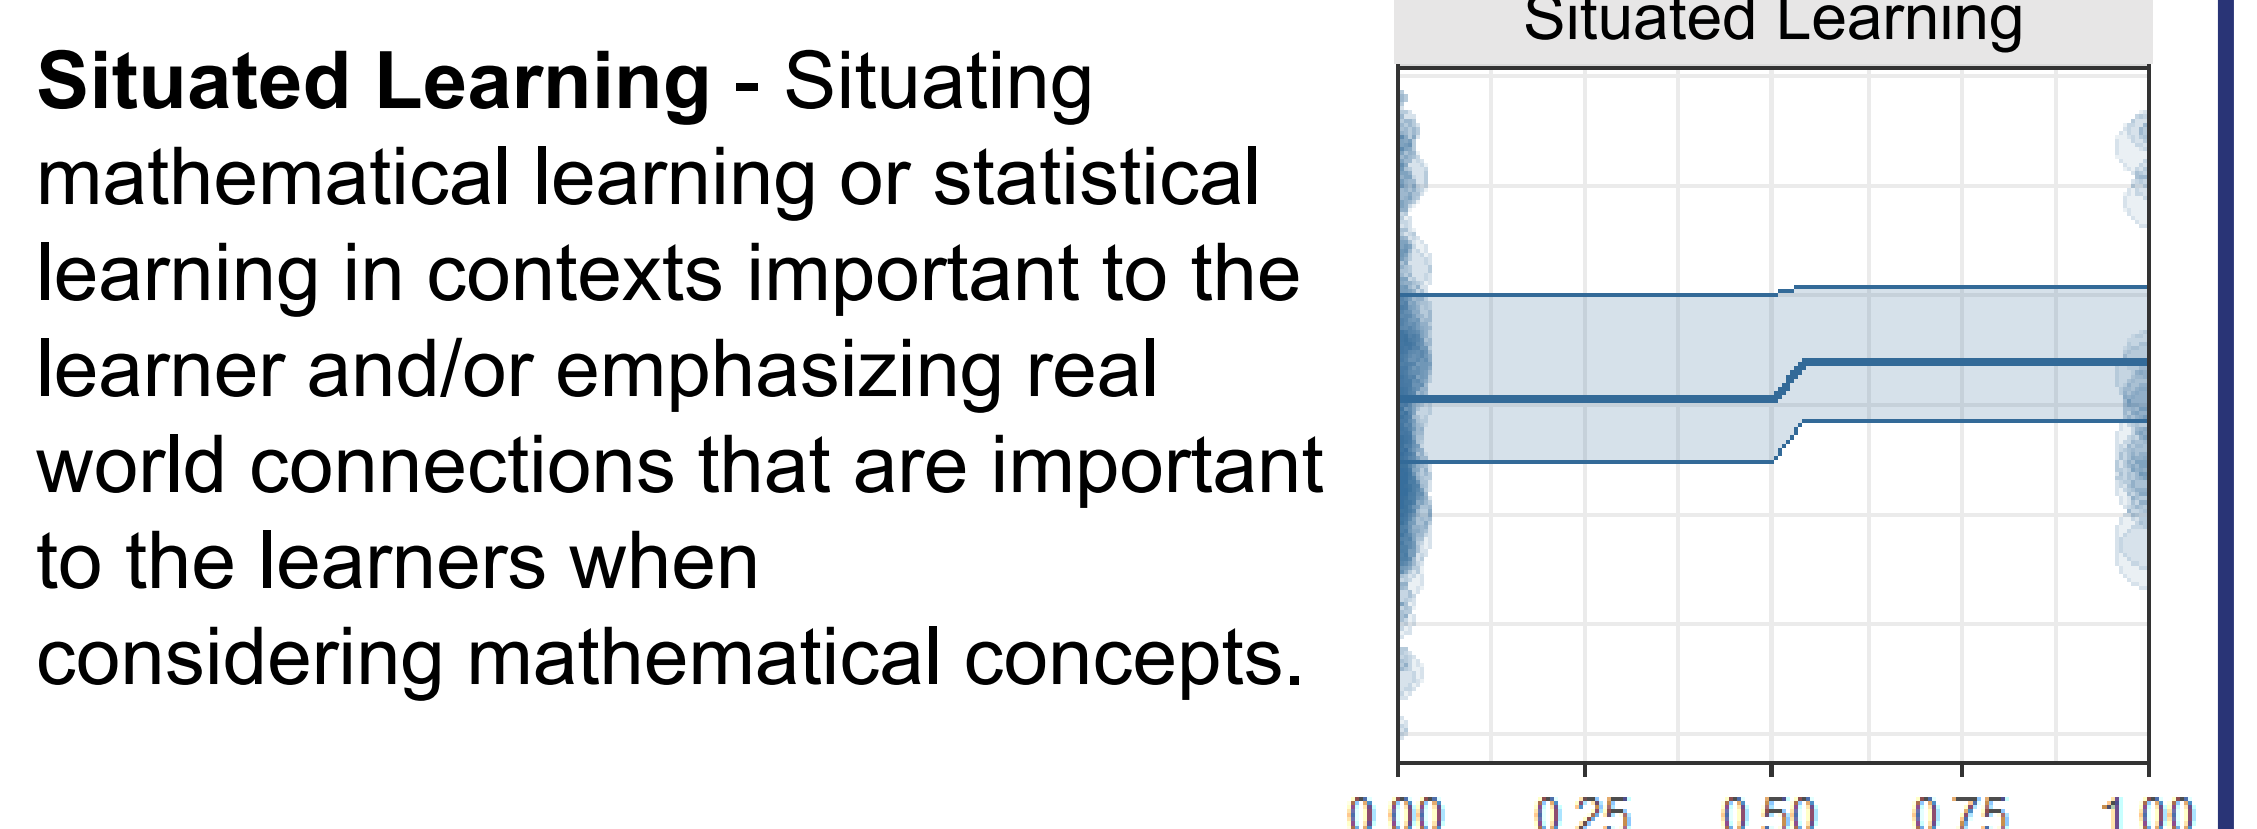 Situated Learning - Situating
mathematical learning or statistical
learning in contexts important to the
learner and/or emphasizing real
world connections that are important
to the learners when
considering mathematical concepts.
Situated Learning
0.00 0.25 0.50 0.75 1.00